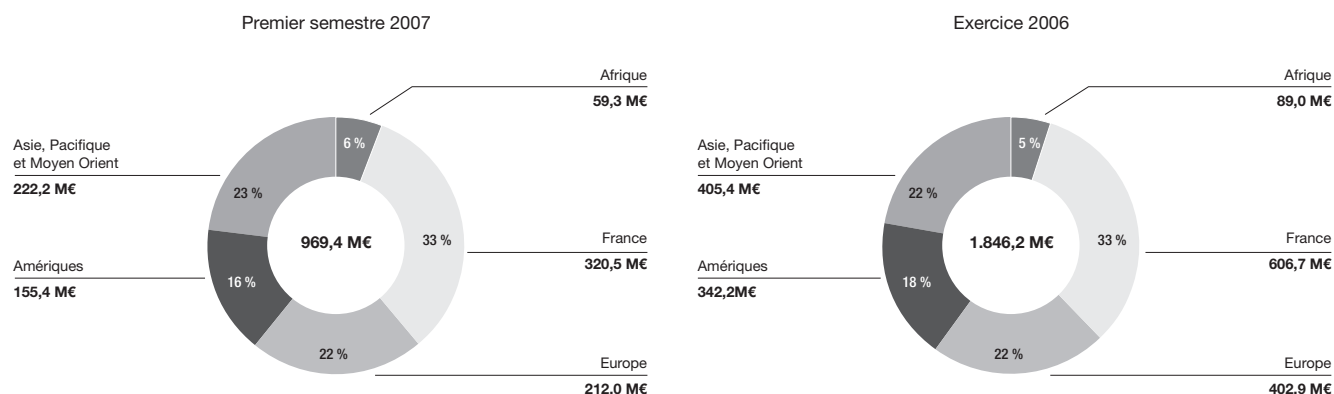 Premier semestre 2007
Afrique
59,3 M€
Asie, Pacifique
et Moyen Orient
222,2 M€
6 %
23 %
969,4 M€
33 %
France
320,5 M€
Amériques
155,4 M€
16 %
22 %
Europe
212.0 M€
Exercice 2006
Afrique
89,0 M€
Asie, Pacifique
et Moyen Orient
405,4 M€
5 %
22 %
1.846,2 M€
33 %
France
606,7 M€
Amériques
342,2M€
18 %
22 %
Europe
402.9 M€